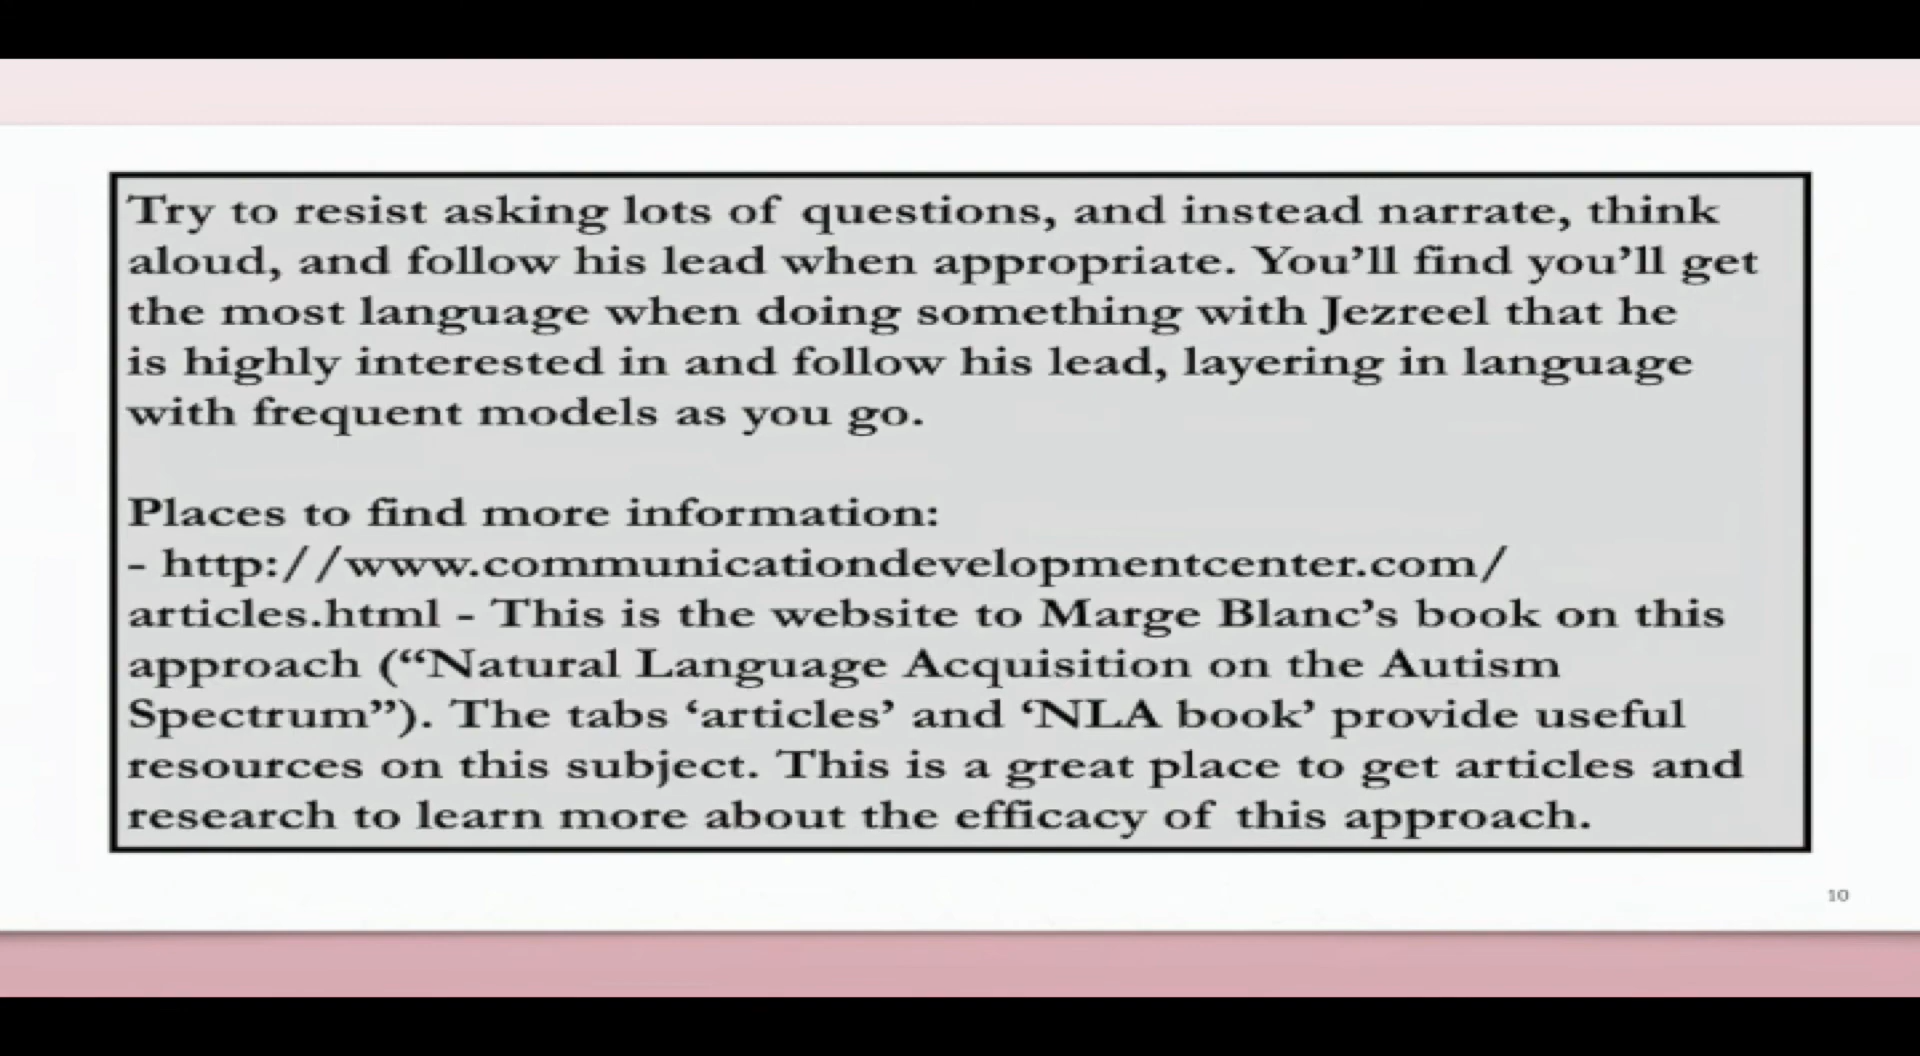 Try to resist asking lots of questions, and instead narrate, think
aloud, and follow his lead when appropriate. You’ll find you’ll get
the most language when doing something with Jezreel that he
is highly interested in and follow his lead, layering in language
with frequent models as you go.
Places to find more information:
- http://www.communicationdevelopmentcenter.com/
articles.html - This is the website to Marge Blanc’s book on this
approach (“Natural Language Acquisition on the Autism
Spectrum”). The tabs ‘articles’ and ‘NLA book’ provide useful
resources on this subject. This is a great place to get articles and
research to learn more about the efficacy of this approach.
10